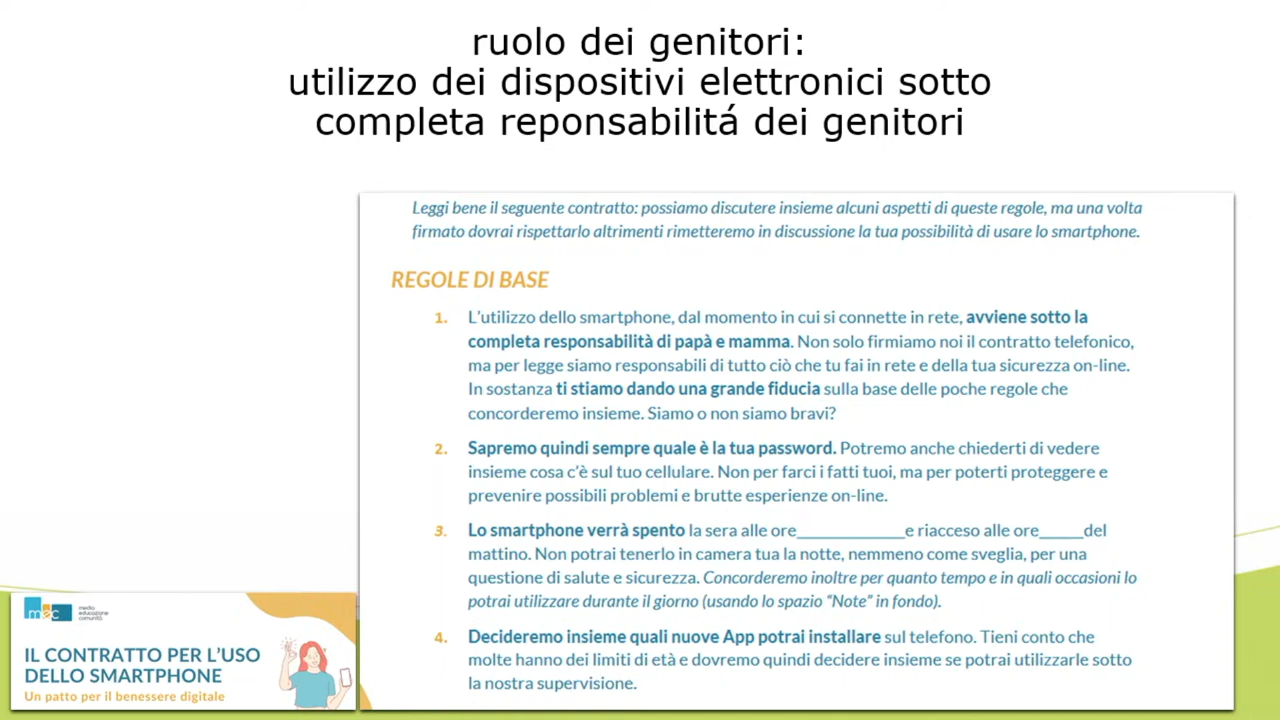 ruolo dei genitori:
utilizzo dei dispositivi elettronici sotto
completa reponsabilitá dei genitori
Leggi bene il seguente contratto: possiamo discutere insieme alcuni aspetti di queste regole, ma una volta
firmato dovrai rispettarlo altrimenti rimetteremo in discussione la tua possibilità di usare lo smartphone.
REGOLE DI BASE
1. L'utilizzo dello smartphone, dal momento in cui si connette in rete, avviene sotto la
completa responsabilità di papà e mamma. Non solo firmiamo noi il contratto telefonico,
ma per legge siamo responsabili di tutto ciò che tu fai in rete e della tua sicurezza on-line.
In sostanza ti stiamo dando una grande fiducia sulla base delle poche regole che
concorderemo insieme. Siamo o non siamo bravi?
2. Sapremo quindi sempre quale è la tua password. Potremo anche chiederti di vedere
insieme cosa c'è sul tuo cellulare. Non per farci i fatti tuoi, ma per poterti proteggere e
prevenire possibili problemi e brutte esperienze on-line.
3. Lo smartphone verrà spento la sera alle ore____________e riacceso alle ore_____del
mattino. Non potrai tenerlo in camera tua la notte, nemmeno come sveglia, per una
questione di salute e sicurezza. Concorderemo inoltre per quanto tempo e in quali occasioni lo
potrai utilizzare durante il giorno (usando lo spazio "Note" in fondo).
4. Decideremo insieme quali nuove App potrai installare sul telefono. Tieni conto che
molte hanno dei limiti di età e dovremo quindi decidere insieme se potrai utilizzarle sotto
la nostra supervisione.
mec
media
educazione
comunità
IL CONTRATTO PER L'USO
DELLO SMARTPHONE
Un patto per il benessere digitale